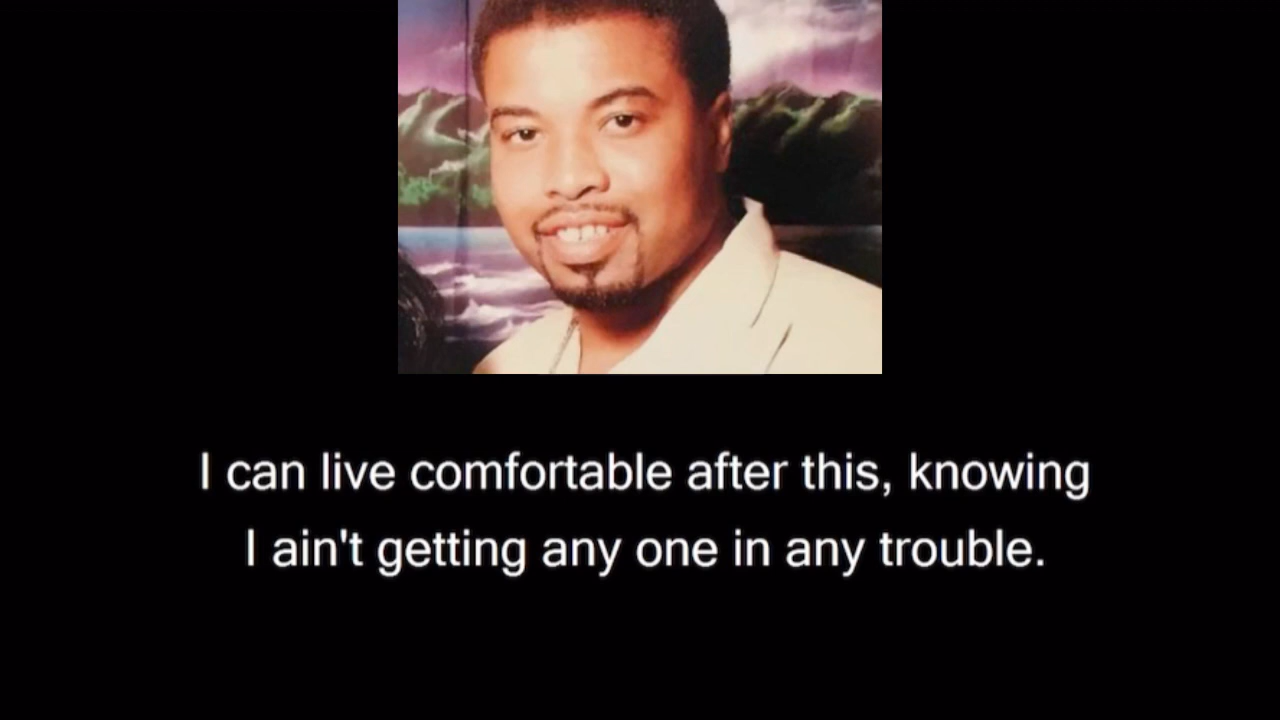 I can live comfortable after this, knowing
I ain't getting any one in any trouble.